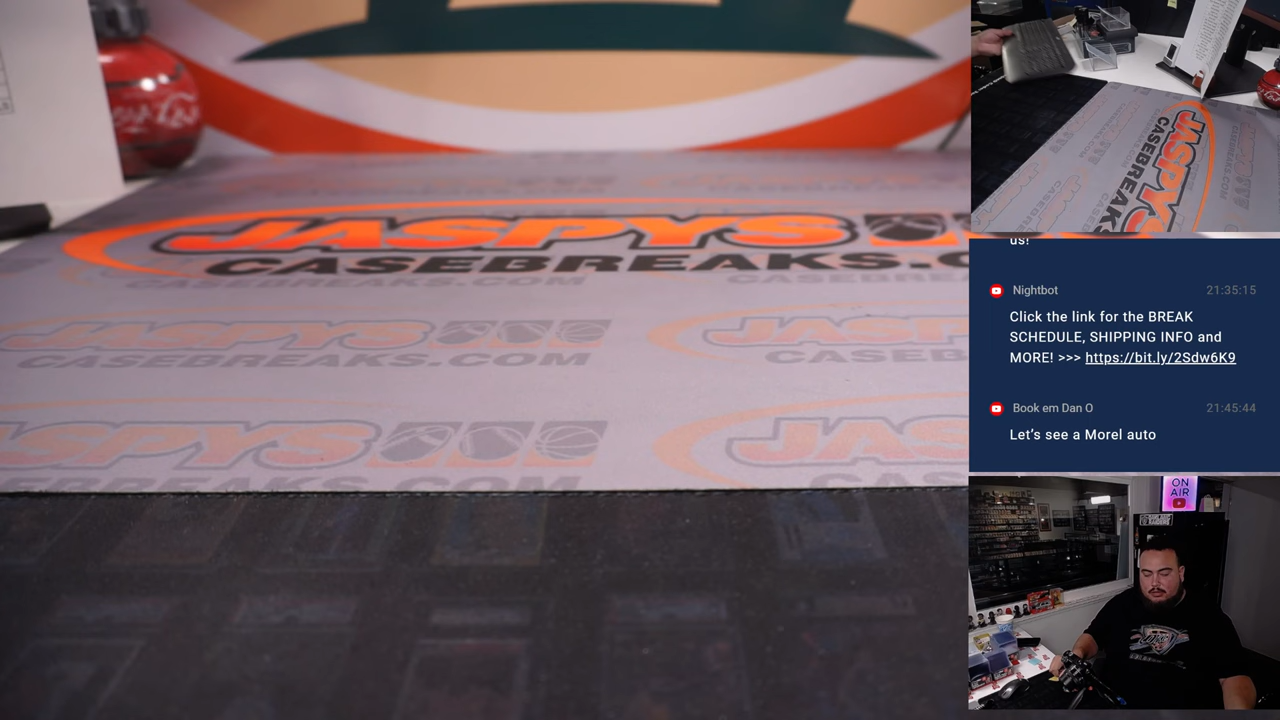 JASPYS
CASEBREAKS.C
CASEBREAKS.COM
JASPYS
CASEBREAKS.COM
JASPYS
CASEBREAKS
JASPYS
JASPYS
JASPYS
CASEBREAKS
us!
Nightbot 21:35:15
Click the link for the BREAK
SCHEDULE, SHIPPING INFO and
MORE! >>> https://bit.ly/2Sdw6K9
Book em Dan O 21:45:44
Let's see a Morel auto
ON
AIR